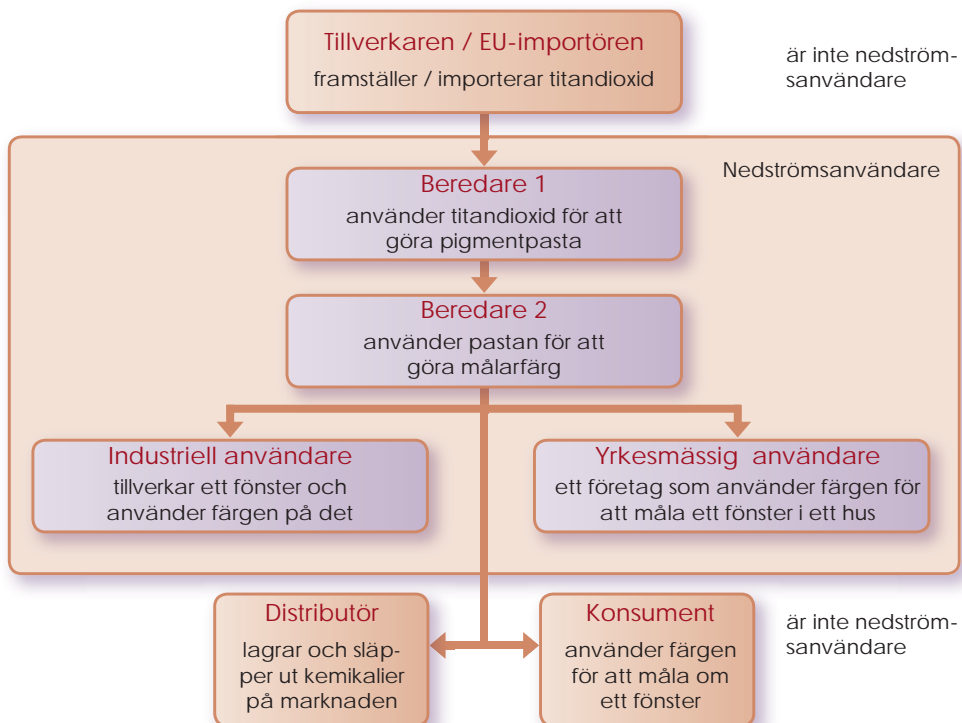 Tillverkaren / EU-importören
framställer / importerar titandioxid
är inte nedström-
sanvändare
Nedströmsanvändare
Beredare 1
använder titandioxid för att
göra pigmentpasta
Beredare 2
använder pastan för att
göra målarfärg
Industriell användare
tillverkar ett fönster och
använder färgen på det
Yrkesmässig användare
ett företag som använder färgen för
att måla ett fönster i ett hus
Distributör
lagrar och släp-
per ut kemikalier
på marknaden
Konsument
använder färgen
för att måla om
ett fönster
är inte nedström-
sanvändare